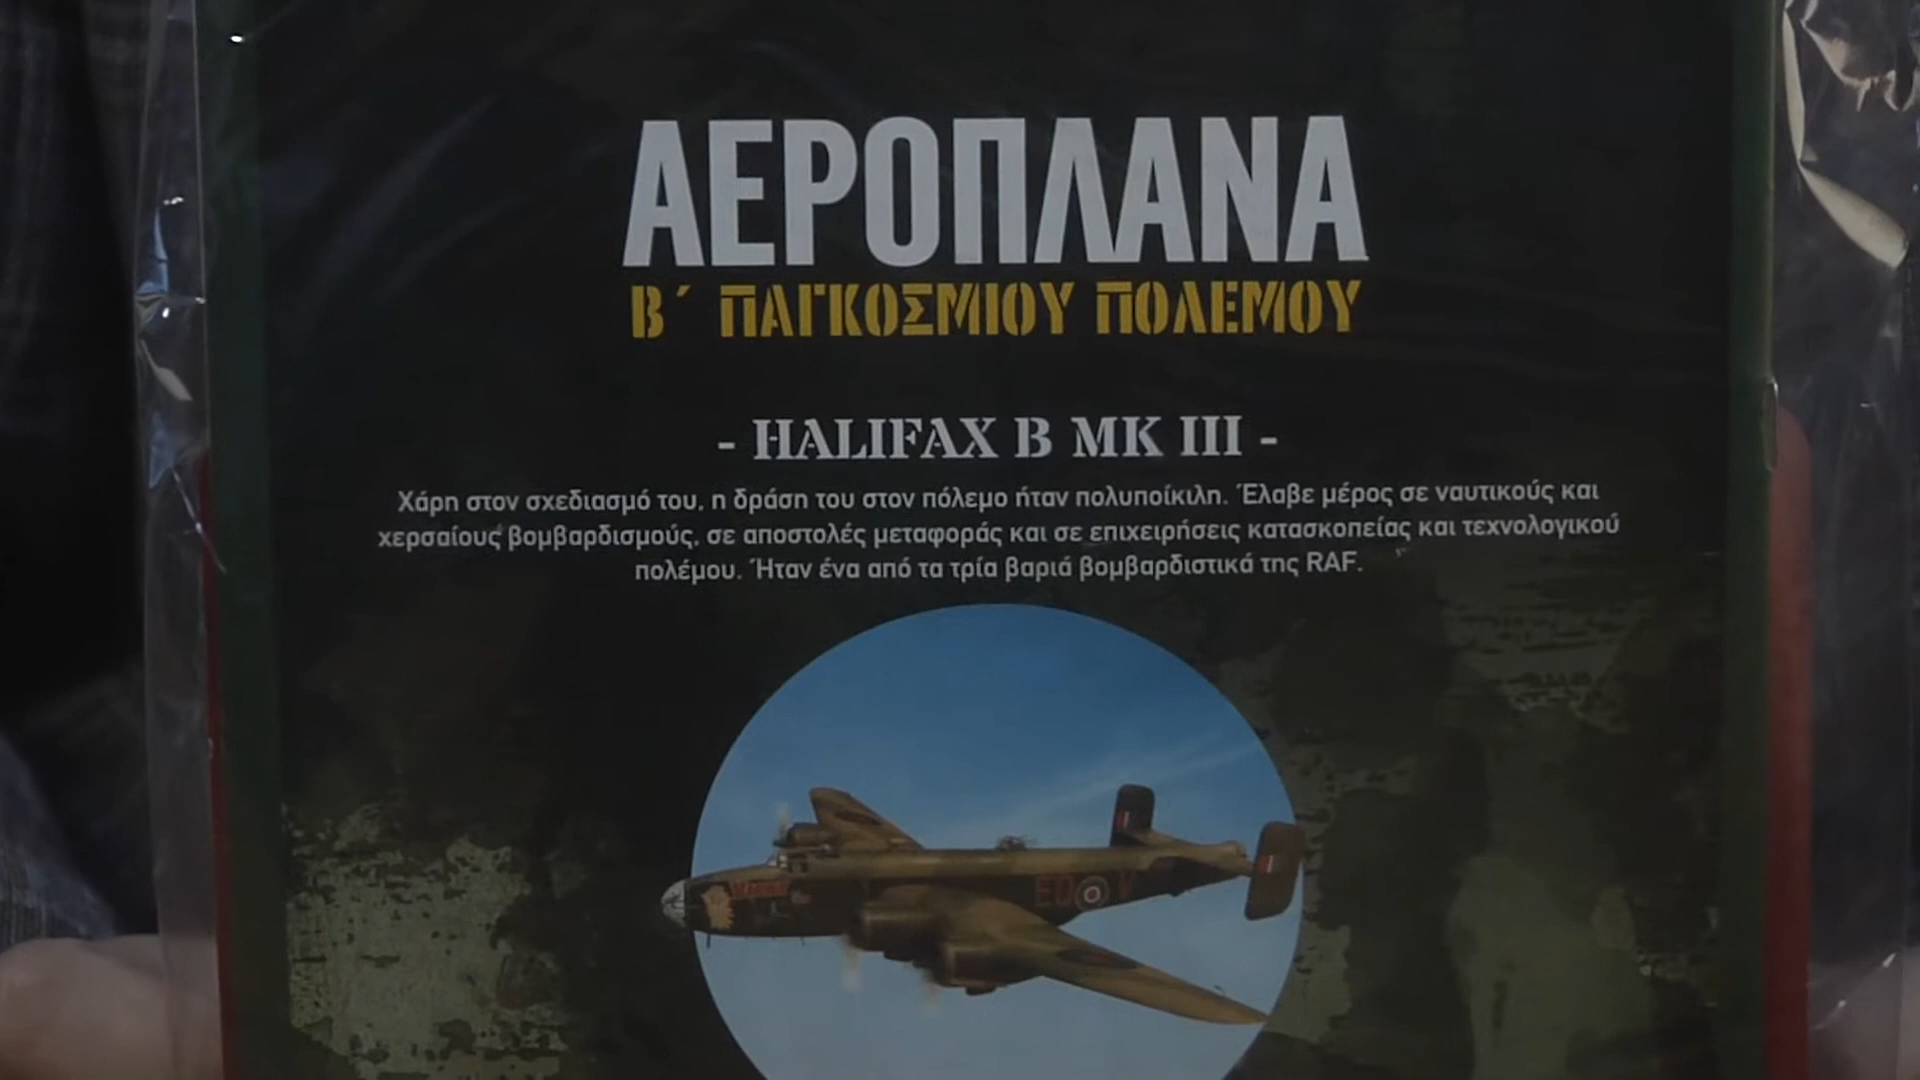 ΑΕΡΟΠΛΑΝΑ
Β΄ ΠΑΓΚΟΣΜΙΟΥ ΠΟΛΕΜΟΥ
- HALIFAX B MK III -
Χάρη στον σχεδιασμό του, η δράση του στον πόλεμο ήταν πολυποίκιλη. Έλαβε μέρος σε ναυτικούς και
χερσαίους βομβαρδισμούς, σε αποστολές μεταφοράς και σε επιχειρήσεις κατασκοπείας και τεχνολογικού
πολέμου. Ήταν ένα από τα τρία βαριά βομβαρδιστικά της RAF.
EQ V